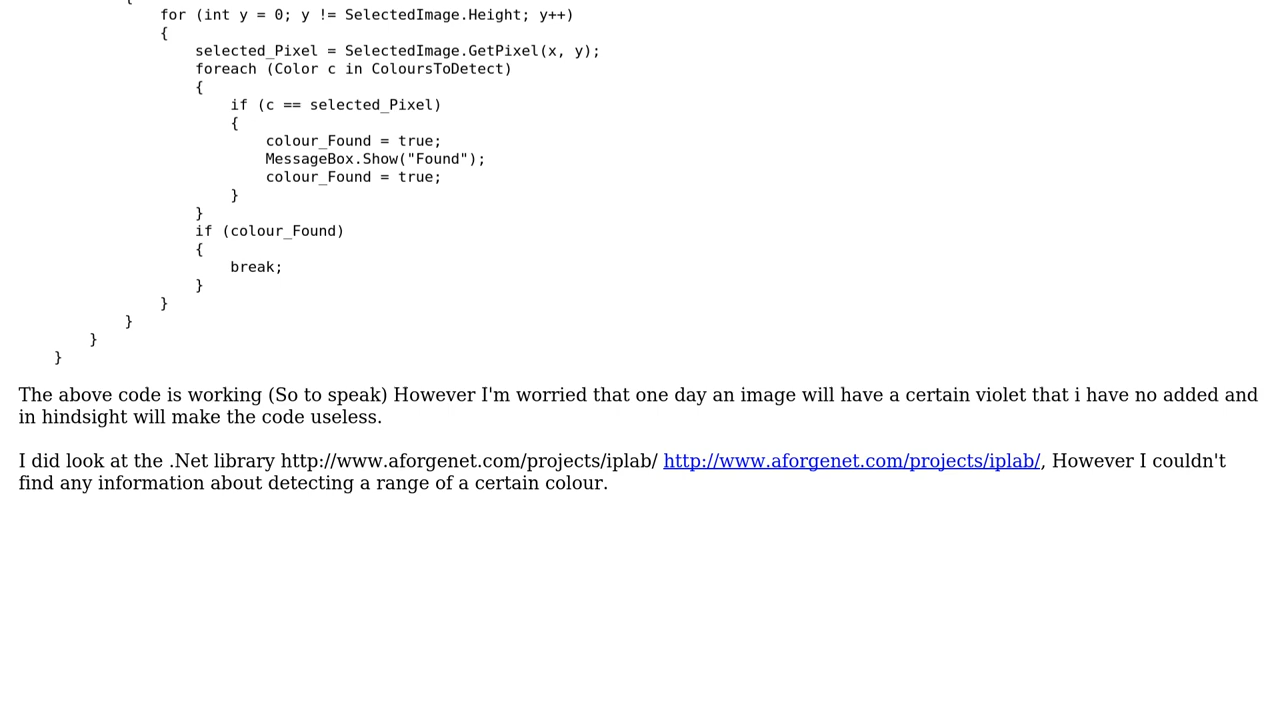 for (int y = 0; y != SelectedImage.Height; y++)
{
selected_Pixel = SelectedImage.GetPixel(x, y);
foreach (Color c in ColoursToDetect)
{
if (c == selected_Pixel)
{
colour_Found = true;
MessageBox.Show("Found");
colour_Found = true;
}
}
if (colour_Found)
{
break;
}
}
}
}
}
The above code is working (So to speak) However I'm worried that one day an image will have a certain violet that i have no added and
in hindsight will make the code useless.
I did look at the .Net library http://www.aforgenet.com/projects/iplab/ http://www.aforgenet.com/projects/iplab/, However I couldn't
find any information about detecting a range of a certain colour.